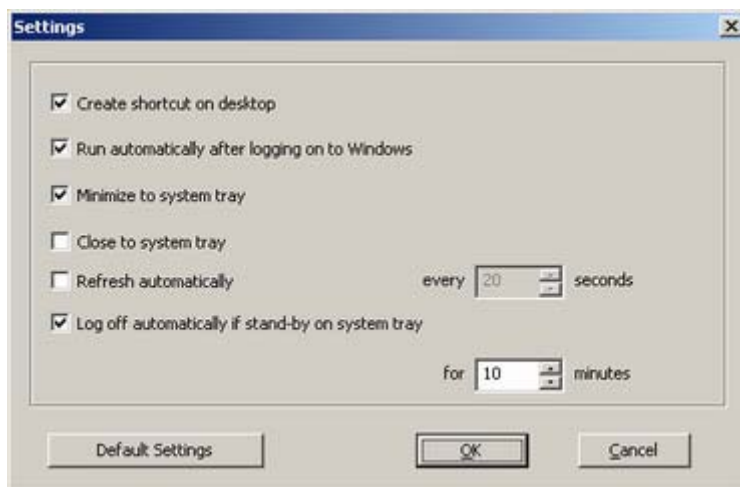 Settings
Create shortcut on desktop
Run automatically after logging on to Windows
Minimize to system tray
Close to system tray
Refresh automatically every 20 seconds
Log off automatically if stand-by on system tray
for 10 minutes
Default Settings OK Cancel